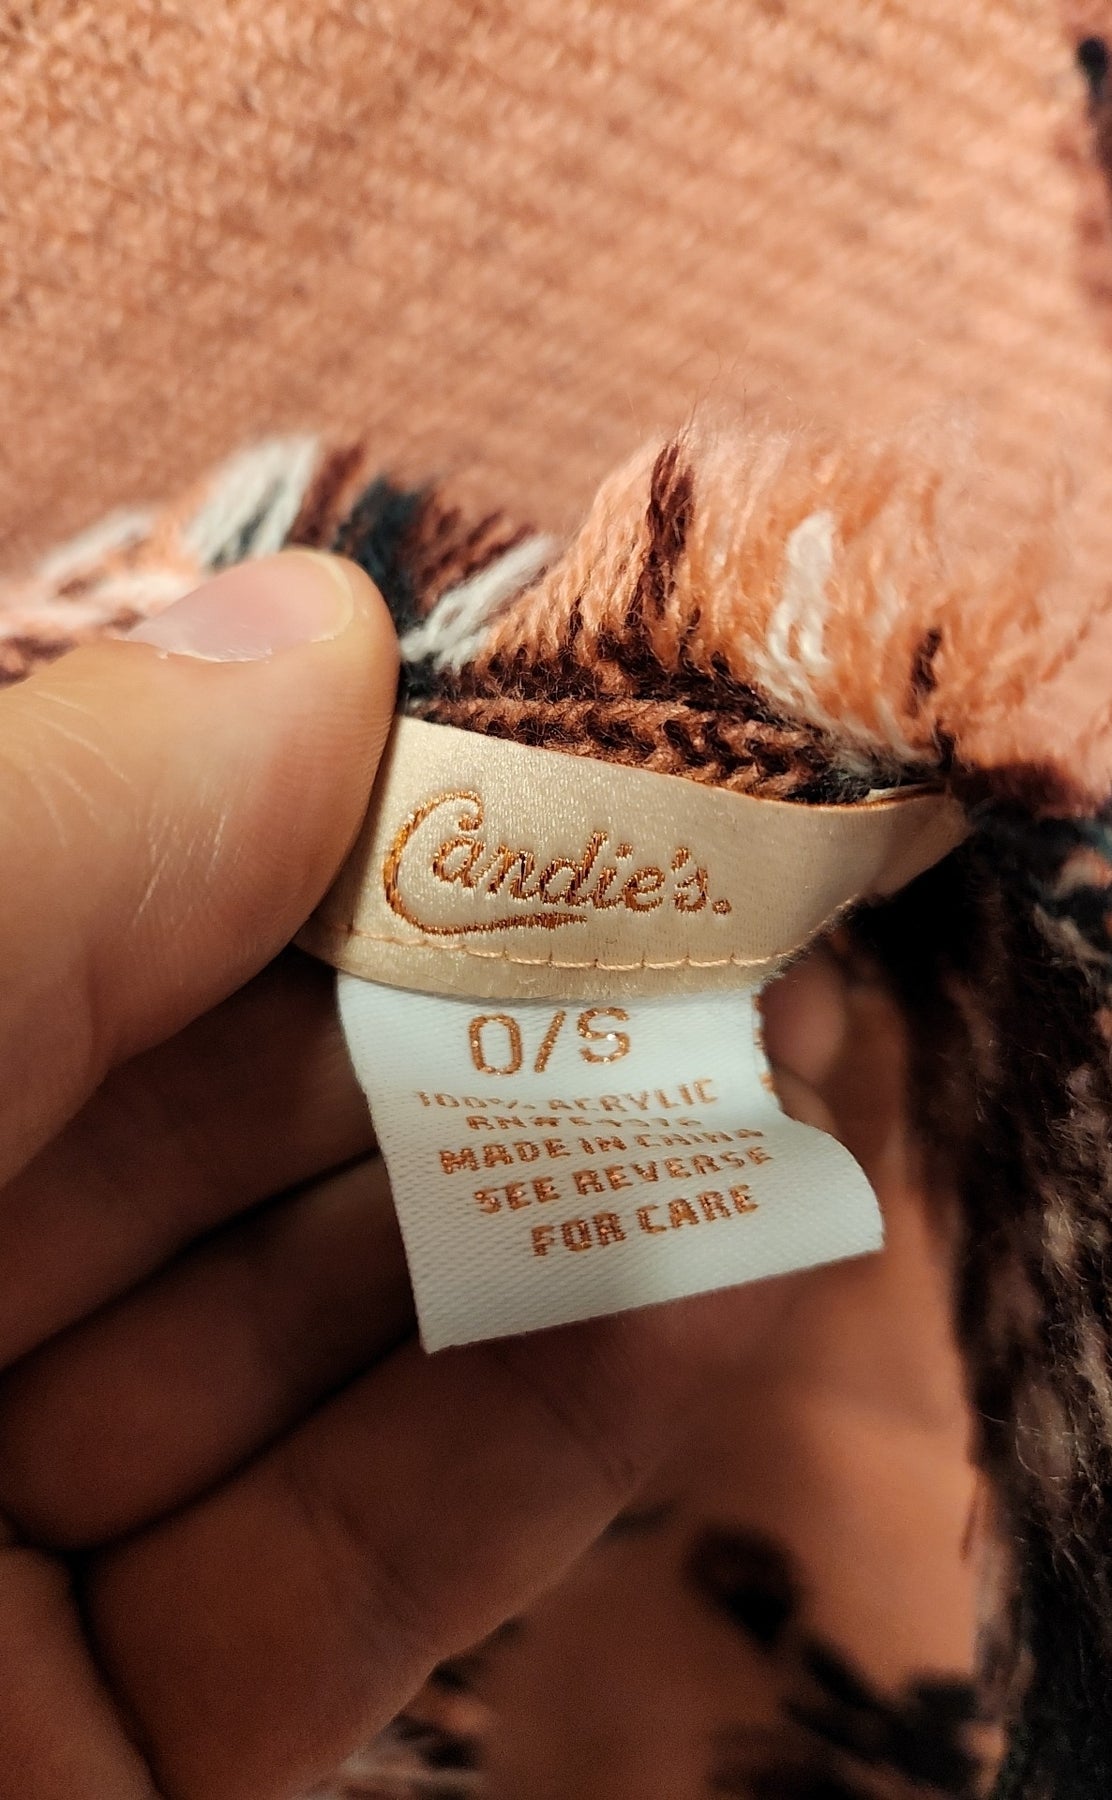 Candie's.
O/S
100% ACRYLIC
MADE IN CHINA
SEE REVERSE
FOR CARE